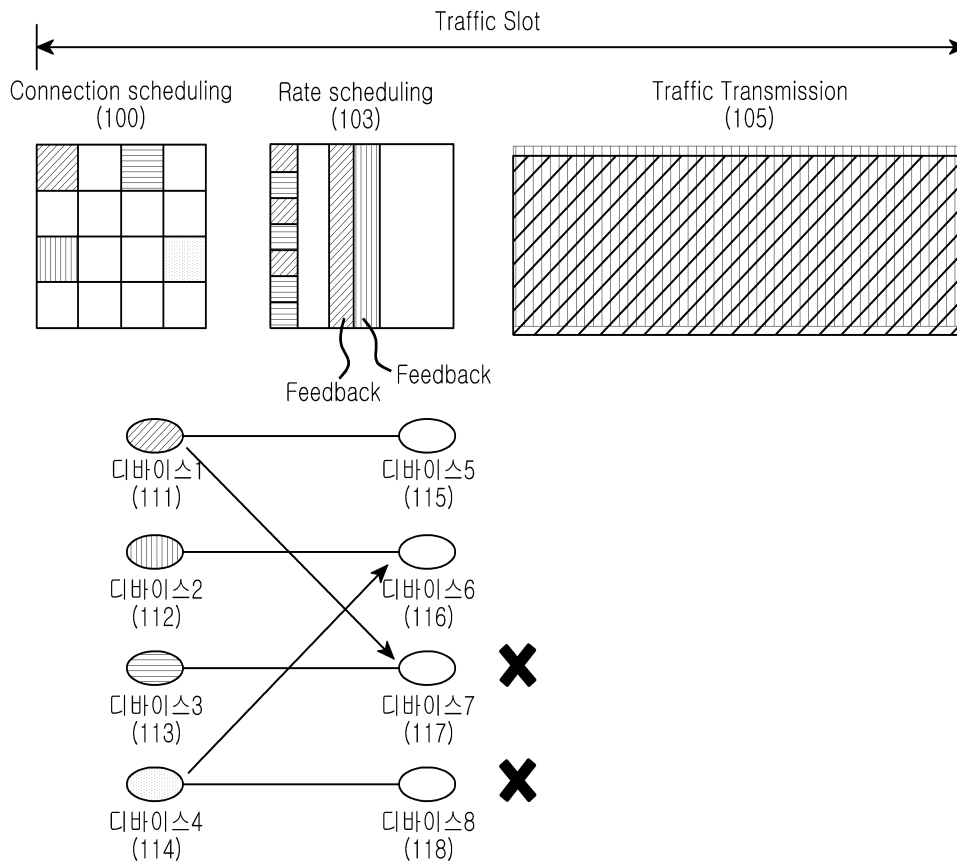 Traffic Slot
Connection scheduling
(100)
Rate scheduling
(103)
Traffic Transmission
(105)
Feedback
Feedback
디바이스1
(111)
디바이스5
(115)
디바이스2
(112)
디바이스6
(116)
디바이스3
(113)
디바이스7
(117)
디바이스4
(114)
디바이스8
(118)